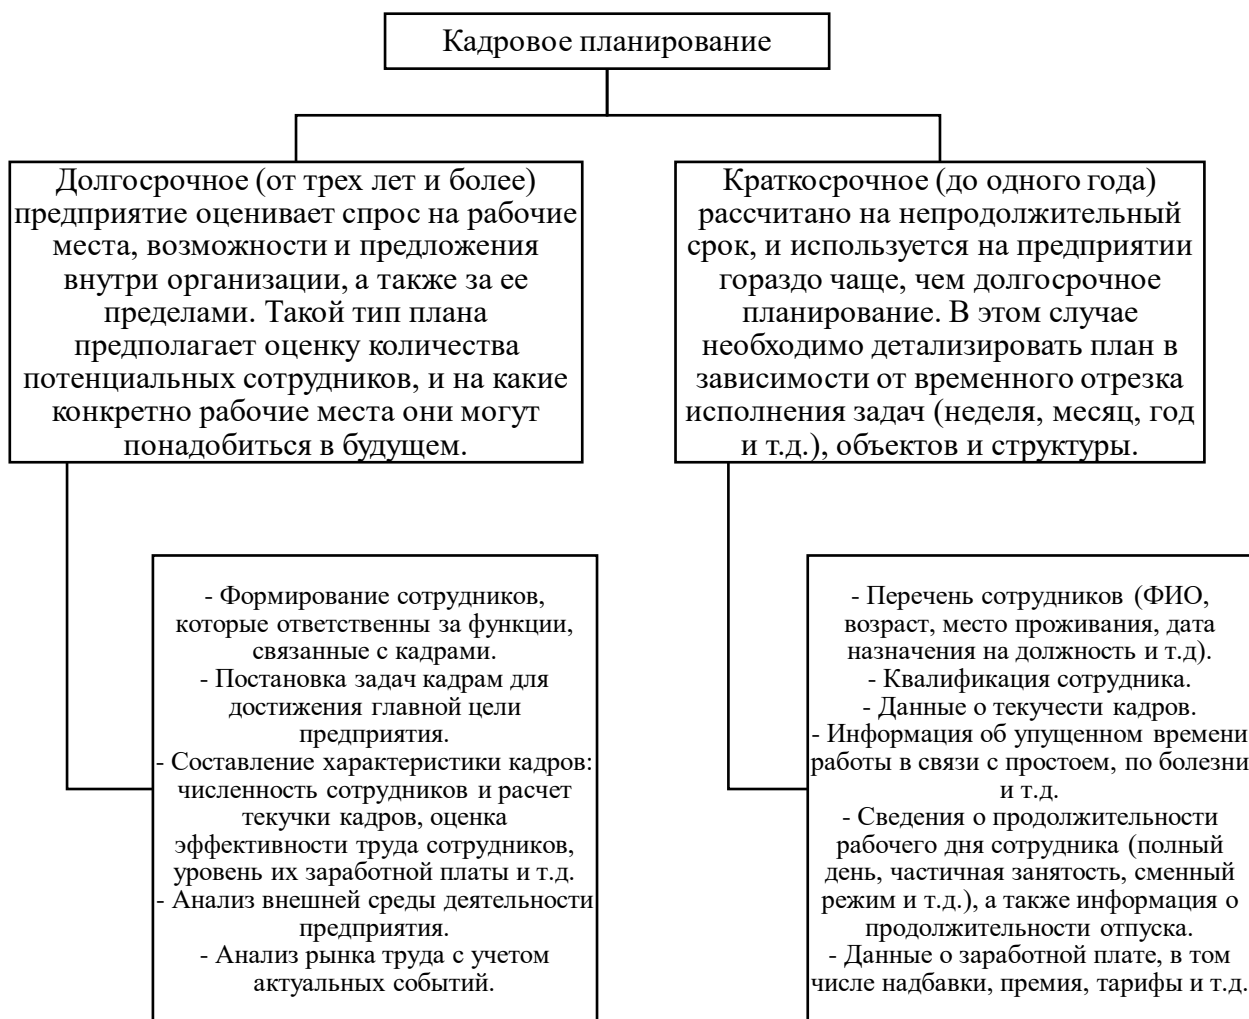 Кадровое планирование
Долгосрочное (от трех лет и более)
предприятие оценивает спрос на рабочие
места, возможности и предложения
внутри организации, а также за ее
пределами. Такой тип плана
предполагает оценку количества
потенциальных сотрудников, и на какие
конкретно рабочие места они могут
понадобиться в будущем.
Краткосрочное (до одного года)
рассчитано на непродолжительный
срок, и используется на предприятии
гораздо чаще, чем долгосрочное
планирование. В этом случае
необходимо детализировать план в
зависимости от временного отрезка
исполнения задач (неделя, месяц, год
и т.д.), объектов и структуры.
- Формирование сотрудников,
которые ответственны за функции,
связанные с кадрами.
- Постановка задач кадрам для
достижения главной цели
предприятия.
- Составление характеристики кадров:
численность сотрудников и расчет
текучки кадров, оценка
эффективности труда сотрудников,
уровень их заработной платы и т.д.
- Анализ внешней среды деятельности
предприятия.
- Анализ рынка труда с учетом
актуальных событий.
- Перечень сотрудников (ФИО,
возраст, место проживания, дата
назначения на должность и т.д).
- Квалификация сотрудника.
- Данные о текучести кадров.
- Информация об упущенном времени
работы в связи с простоем, по болезни
и т.д.
- Сведения о продолжительности
рабочего дня сотрудника (полный
день, частичная занятость, сменный
режим и т.д.), а также информация о
продолжительности отпуска.
- Данные о заработной плате, в том
числе надбавки, премия, тарифы и т.д.